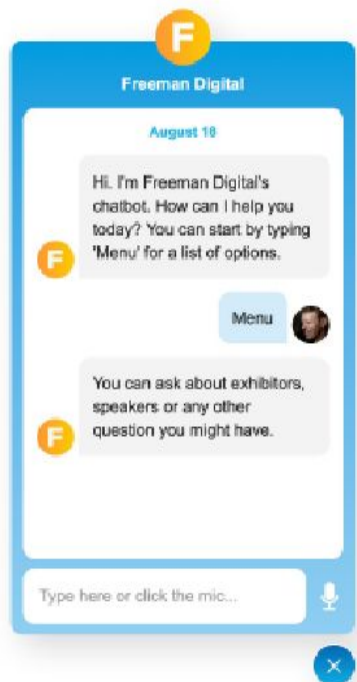 F
Freeman Digital
August 16
Hi. I'm Freeman Digital's
chatbot. How can I help you
today? You can start by typing
'Menu' for a list of options.
F
Menu
You can ask about exhibitors,
speakers or any other
question you might have.
F
Type here or click the mic...